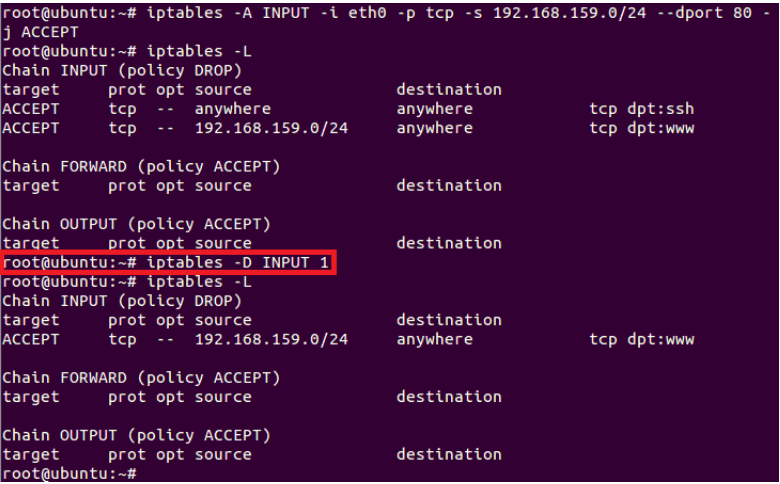 root@ubuntu:~# iptables -A INPUT -i eth0 -p tcp -s 192.168.159.0/24 --dport 80 -
j ACCEPT
root@ubuntu:~# iptables -L
Chain INPUT (policy DROP)
target prot opt source destination
ACCEPT tcp -- anywhere anywhere tcp dpt:ssh
ACCEPT tcp -- 192.168.159.0/24 anywhere tcp dpt:www
Chain FORWARD (policy ACCEPT)
target prot opt source destination
Chain OUTPUT (policy ACCEPT)
target prot opt source destination
root@ubuntu:~# iptables -D INPUT 1
root@ubuntu:~# iptables -L
Chain INPUT (policy DROP)
target prot opt source destination
ACCEPT tcp -- 192.168.159.0/24 anywhere tcp dpt:www
Chain FORWARD (policy ACCEPT)
target prot opt source destination
Chain OUTPUT (policy ACCEPT)
target prot opt source destination
root@ubuntu:~#